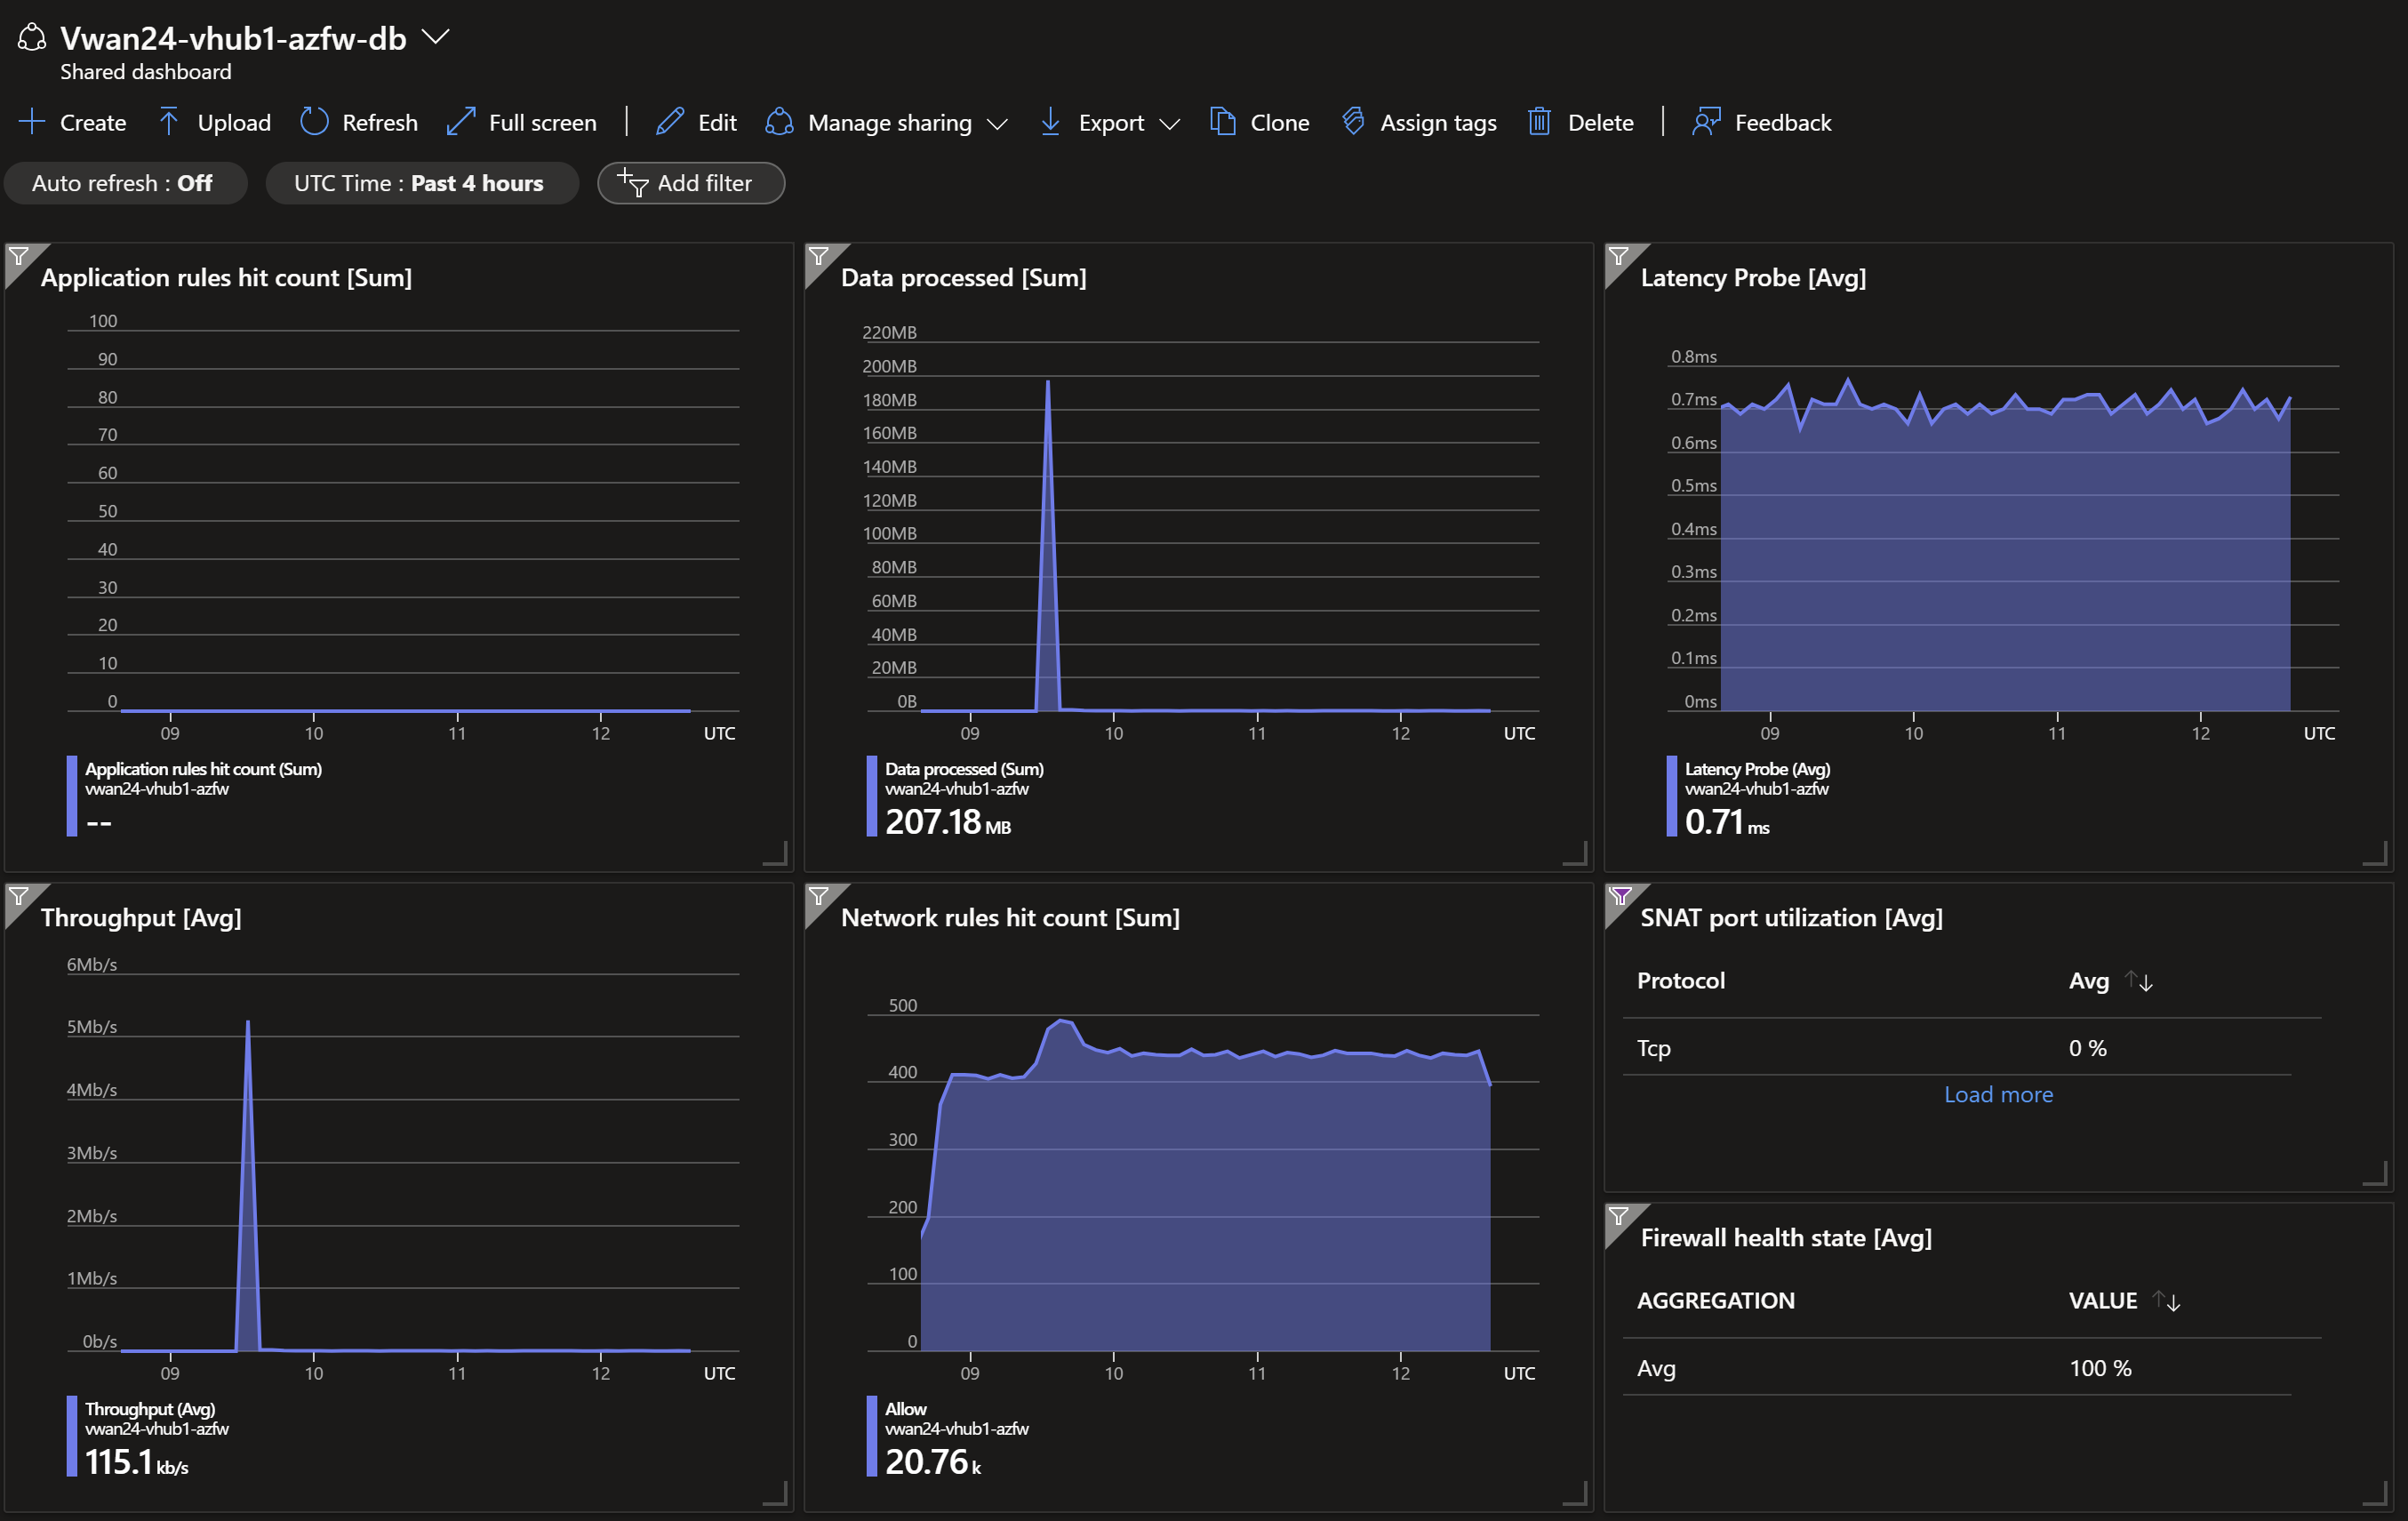 Vwan24-vhub1-azfw-db
Shared dashboard
Create Upload Refresh Full screen Edit Manage sharing Export Clone Assign tags Delete Feedback
Auto refresh : Off UTC Time : Past 4 hours Add filter
Application rules hit count [Sum]
100
90
80
70
60
50
40
30
20
10
0
09 10 11 12 UTC
Application rules hit count (Sum)
vwan24-vhub1-azfw
--
Data processed [Sum]
220MB
200MB
180MB
160MB
140MB
120MB
100MB
80MB
60MB
40MB
20MB
0B
09 10 11 12 UTC
Data processed (Sum)
vwan24-vhub1-azfw
207.18 MB
Latency Probe [Avg]
0.8ms
0.7ms
0.6ms
0.5ms
0.4ms
0.3ms
0.2ms
0.1ms
0ms
09 10 11 12 UTC
Latency Probe (Avg)
vwan24-vhub1-azfw
0.71 ms
Throughput [Avg]
6Mb/s
5Mb/s
4Mb/s
3Mb/s
2Mb/s
1Mb/s
0b/s
09 10 11 12 UTC
Throughput (Avg)
vwan24-vhub1-azfw
115.1 kb/s
Network rules hit count [Sum]
500
400
300
200
100
0
09 10 11 12 UTC
Allow
vwan24-vhub1-azfw
20.76 k
SNAT port utilization [Avg]
Protocol Avg
Tcp 0 %
Load more
Firewall health state [Avg]
AGGREGATION VALUE
Avg 100 %